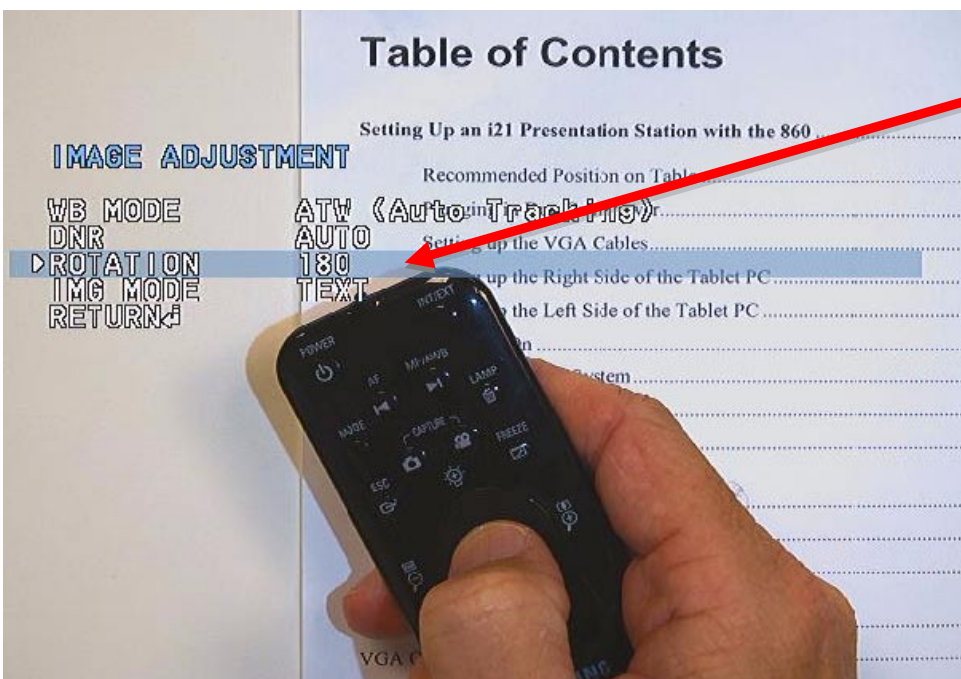 Table of Contents
Setting Up an i21 Presentation Station with the 860
IMAGE ADJUSTMENT
Recommended Position on
WB MODE ATW (Auto Tracking)
DNR AUTO
Setting up the VGA Cables
ROTATION 180
up the Right Side of the Tablet PC
IMG MODE TEXT
the Left Side of the Tablet PC
RETURN
INT/EXT
POWER
MF/AWB
AF
LAMP
MODE
CAPTURE
FREEZE
ESC
VGA